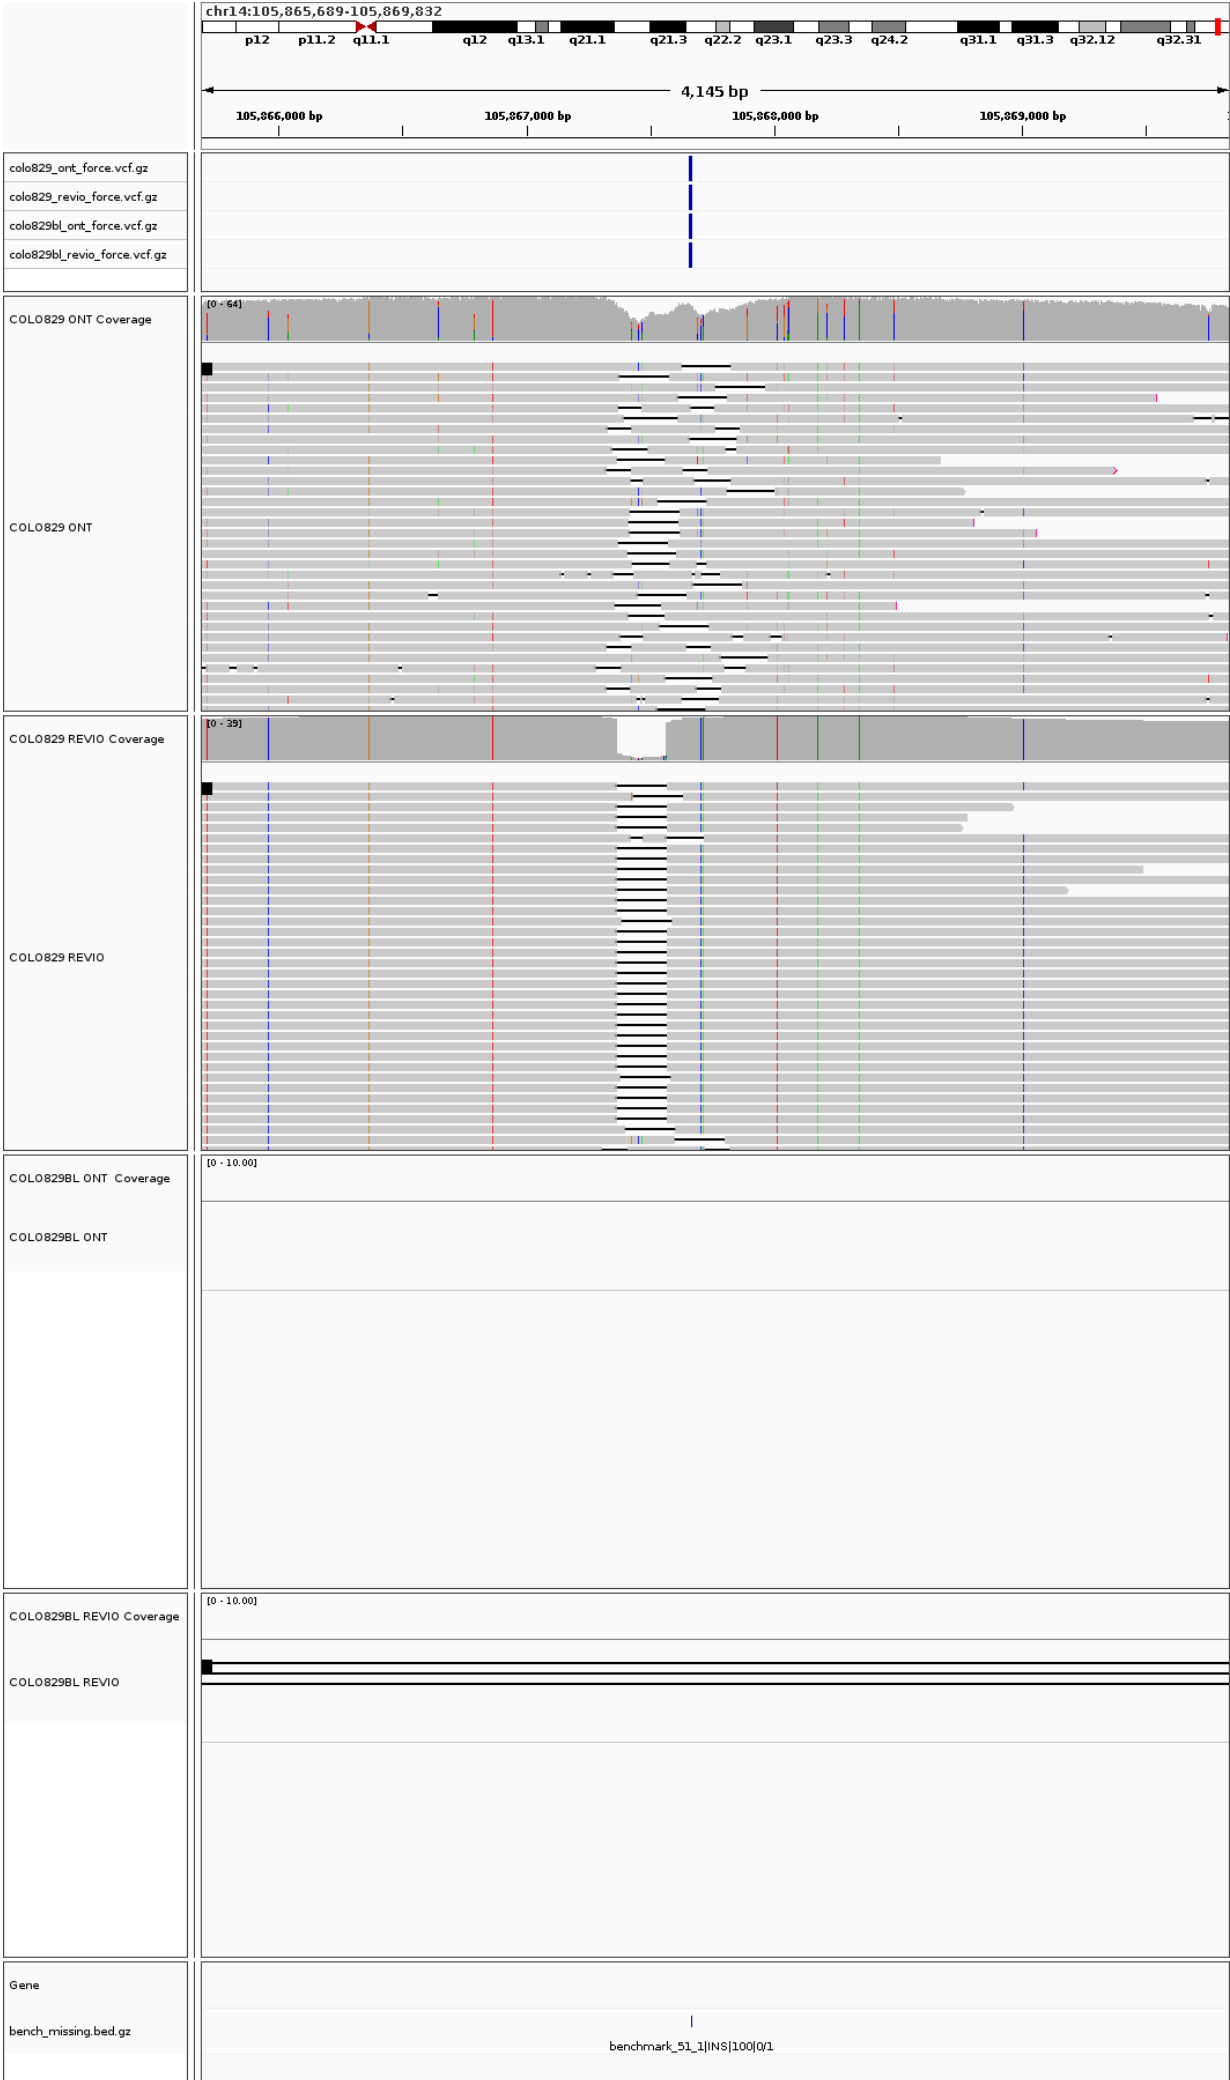 chr14:105,865,689-105,869,832
p12 p11.2 q11.1 q12 q13.1 q21.1 q21.3 q22.2 q23.1 q23.3 q24.2 q31.1 q31.3 q32.12 q32.31
4,145 bp
105,866,000 bp 105,867,000 bp 105,868,000 bp 105,869,000 bp
colo829_ont_force.vcf.gz
colo829_revio_force.vcf.gz
colo829bl_ont_force.vcf.gz
colo829bl_revio_force.vcf.gz
[0 - 64]
COLO829 ONT Coverage
COLO829 ONT
[0 - 39]
COLO829 REVIO Coverage
COLO829 REVIO
[0 - 10.00]
COLO829BL ONT Coverage
COLO829BL ONT
[0 - 10.00]
COLO829BL REVIO Coverage
COLO829BL REVIO
Gene
bench_missing.bed.gz
benchmark_51_1|INS|100|0/1